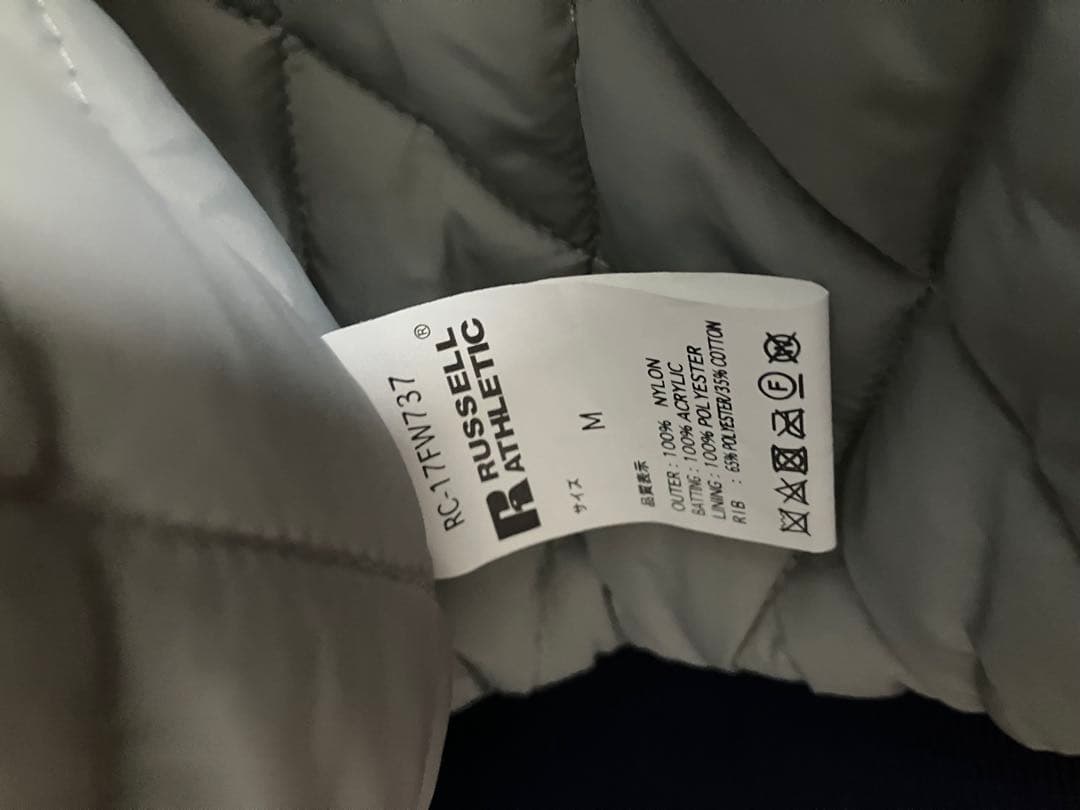 RC-17FW737
RUSSELL®
ATHLETIC
サイズ M
品質表示
OUTER : 100% NYLON
BATTING : 100% ACRYLIC
LINING : 100% POLYESTER
RIB : 65% POLYESTER/35% COTTON
F W